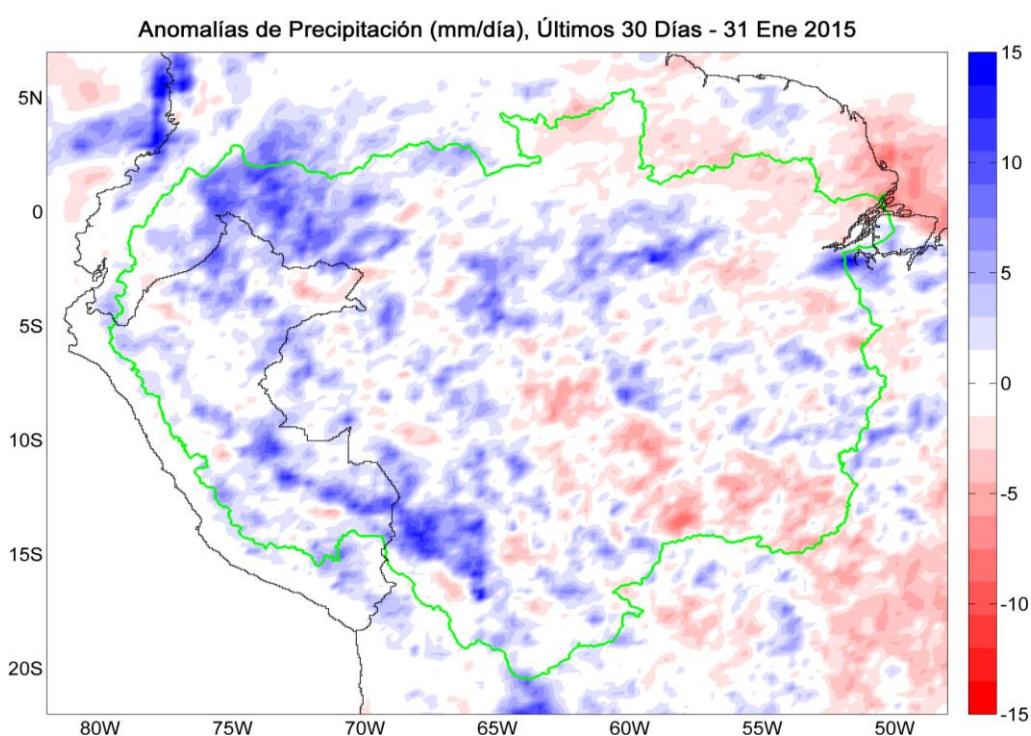 Anomalías de Precipitación (mm/día), Últimos 30 Días - 31 Ene 2015
15
10
5
0
-5
-10
-15
5N
0
5S
10S
15S
20S
80W 75W 70W 65W 60W 55W 50W